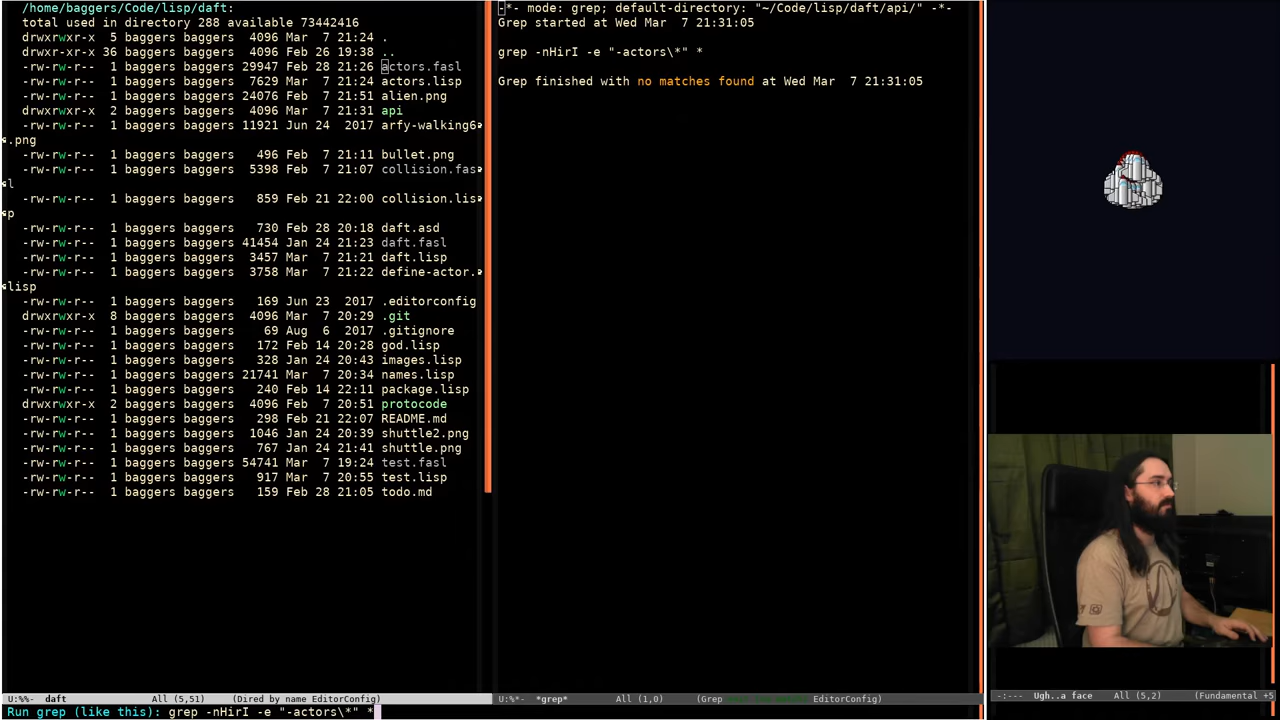 /home/baggers/Code/lisp/daft:
total used in directory 288 available 73442416
drwxrwxr-x  5 baggers baggers  4096 Mar  7 21:24 .
drwxr-xr-x 36 baggers baggers  4096 Feb 26 19:38 ..
-rw-rw-r--  1 baggers baggers 29947 Feb 28 21:26 actors.fasl
-rw-rw-r--  1 baggers baggers  7629 Mar  7 21:24 actors.lisp
-rw-rw-r--  1 baggers baggers 24076 Feb  7 21:51 alien.png
drwxrwxr-x  2 baggers baggers  4096 Mar  7 21:31 api
-rw-rw-r--  1 baggers baggers 11921 Jun 24  2017 arfy-walking6
.png
-rw-rw-r--  1 baggers baggers   496 Feb  7 21:11 bullet.png
-rw-rw-r--  1 baggers baggers  5398 Feb  7 21:07 collision.fas
l
-rw-rw-r--  1 baggers baggers   859 Feb 21 22:00 collision.lis
p
-rw-rw-r--  1 baggers baggers   730 Feb 28 20:18 daft.asd
-rw-rw-r--  1 baggers baggers 41454 Jan 24 21:23 daft.fasl
-rw-rw-r--  1 baggers baggers  3457 Mar  7 21:21 daft.lisp
-rw-rw-r--  1 baggers baggers  3758 Mar  7 21:22 define-actor.
lisp
-rw-rw-r--  1 baggers baggers   169 Jun 23  2017 .editorconfig
drwxrwxr-x  8 baggers baggers  4096 Mar  7 20:29 .git
-rw-rw-r--  1 baggers baggers    69 Aug  6  2017 .gitignore
-rw-rw-r--  1 baggers baggers   172 Feb 14 20:28 god.lisp
-rw-rw-r--  1 baggers baggers   328 Jan 24 20:43 images.lisp
-rw-rw-r--  1 baggers baggers 21741 Mar  7 20:34 names.lisp
-rw-rw-r--  1 baggers baggers   240 Feb 14 22:11 package.lisp
drwxrwxr-x  2 baggers baggers  4096 Feb  7 20:51 protocode
-rw-rw-r--  1 baggers baggers   298 Feb 21 22:07 README.md
-rw-rw-r--  1 baggers baggers  1046 Jan 24 20:39 shuttle2.png
-rw-rw-r--  1 baggers baggers   767 Jan 24 21:41 shuttle.png
-rw-rw-r--  1 baggers baggers 54741 Mar  7 19:24 test.fasl
-rw-rw-r--  1 baggers baggers   917 Mar  7 20:55 test.lisp
-rw-rw-r--  1 baggers baggers   159 Feb 28 21:05 todo.md
U:%%-  daft           All (5,51)    (Dired by name EditorConfig)
Run grep (like this): grep -nHirI -e "-actors\*" *
-*- mode: grep; default-directory: "~/Code/lisp/daft/api/" -*-
Grep started at Wed Mar  7 21:31:05
grep -nHirI -e "-actors\*" *
Grep finished with no matches found at Wed Mar  7 21:31:05
U:%*-  *grep*       All (1,0)     (Grep EditorConfig)
-:---  Ugh..a face   All (5,2)     (Fundamental +5